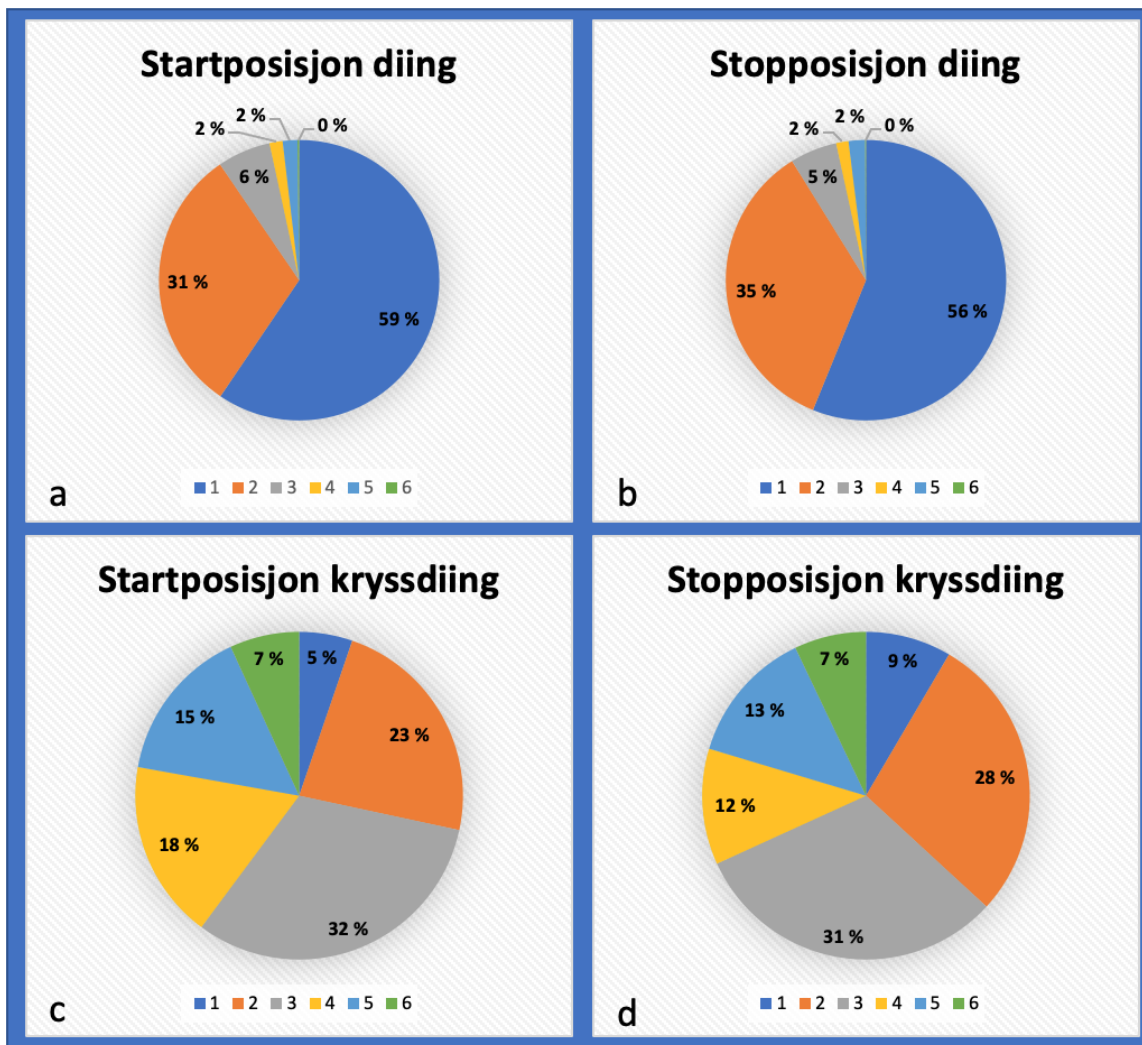 Startposisjon diing
2 %
2 %
0 %
6 %
31 %
59 %
1 2 3 4 5 6
a
Stopposisjon diing
2 %
2 %
0 %
5 %
35 %
56 %
1 2 3 4 5 6
b
Startposisjon kryssdiing
7 %
5 %
15 %
23 %
18 %
32 %
1 2 3 4 5 6
c
Stopposisjon kryssdiing
7 %
9 %
13 %
28 %
12 %
31 %
1 2 3 4 5 6
d